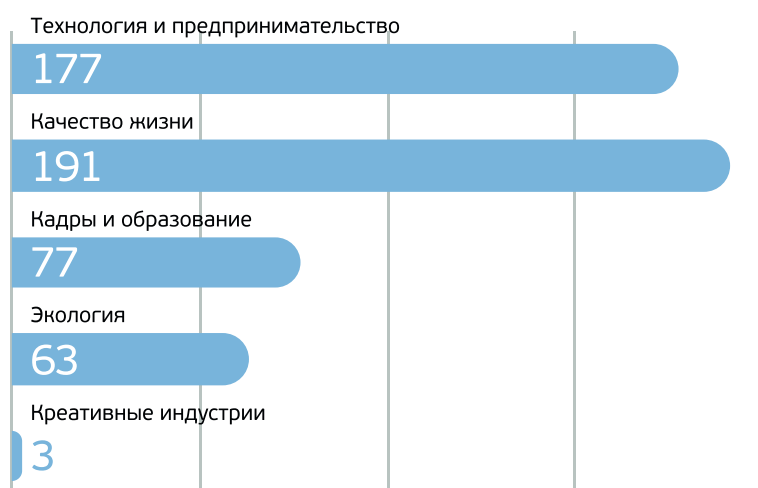 Технология и предпринимательство
177
Качество жизни
191
Кадры и образование
77
Экология
63
Креативные индустрии
3